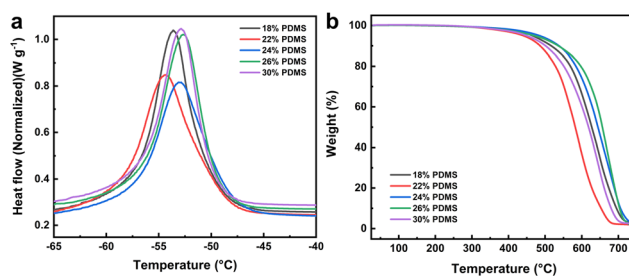 a
18% PDMS
22% PDMS
24% PDMS
26% PDMS
30% PDMS
Heat flow (Normalized)(W g⁻¹)
1.0
0.8
0.6
0.4
0.2
-65 -60 -55 -50 -45 -40
Temperature (°C)
b
Weight (%)
100
80
60
40
20
0
18% PDMS
22% PDMS
24% PDMS
26% PDMS
30% PDMS
100 200 300 400 500 600 700
Temperature (°C)